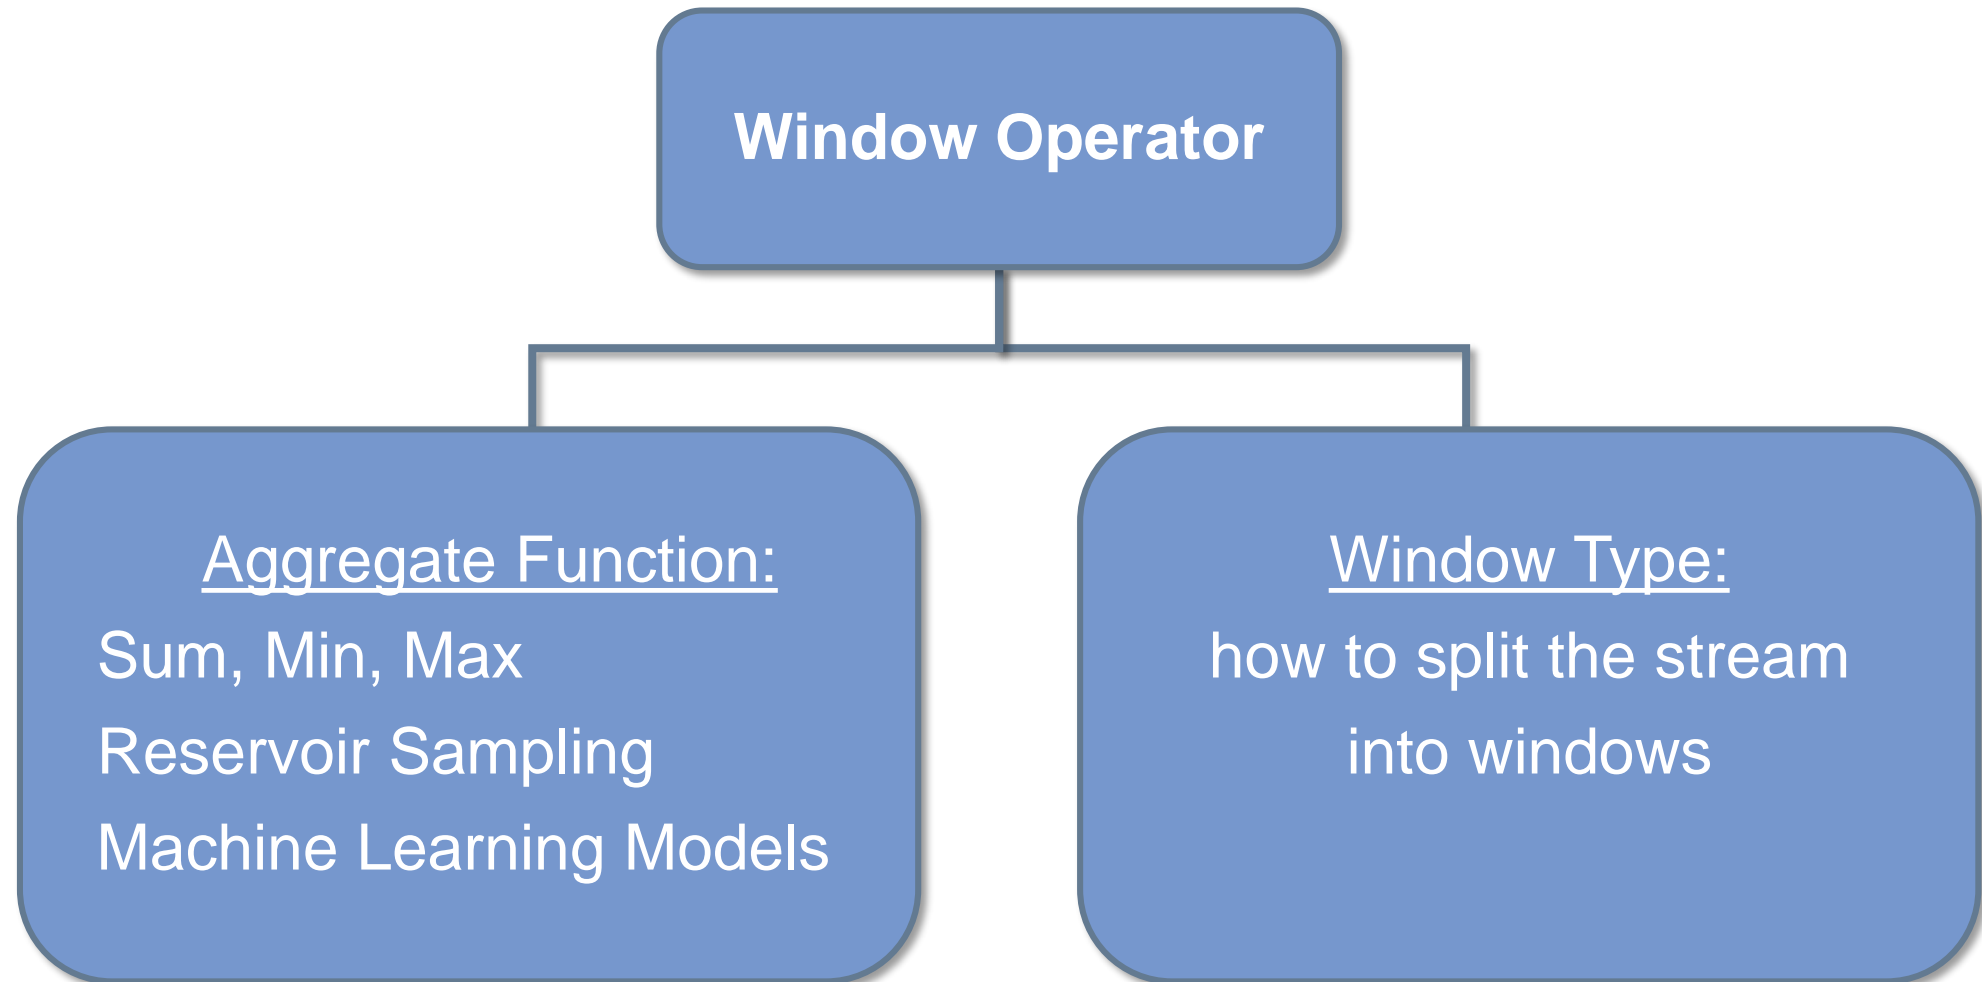 Window Operator
Aggregate Function:
Sum, Min, Max
Reservoir Sampling
Machine Learning Models
Window Type:
how to split the stream
into windows